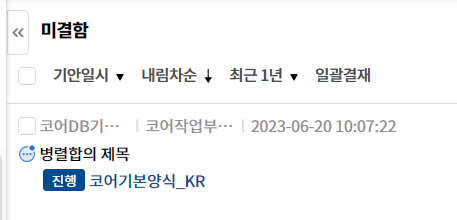 미결함
기안일시 ▼ 내림차순 ↓ 최근 1년 ▼ 일괄결재
코어DB기… | 코어작업부… | 2023-06-20 10:07:22
병렬합의 제목
진행 코어기본양식_KR